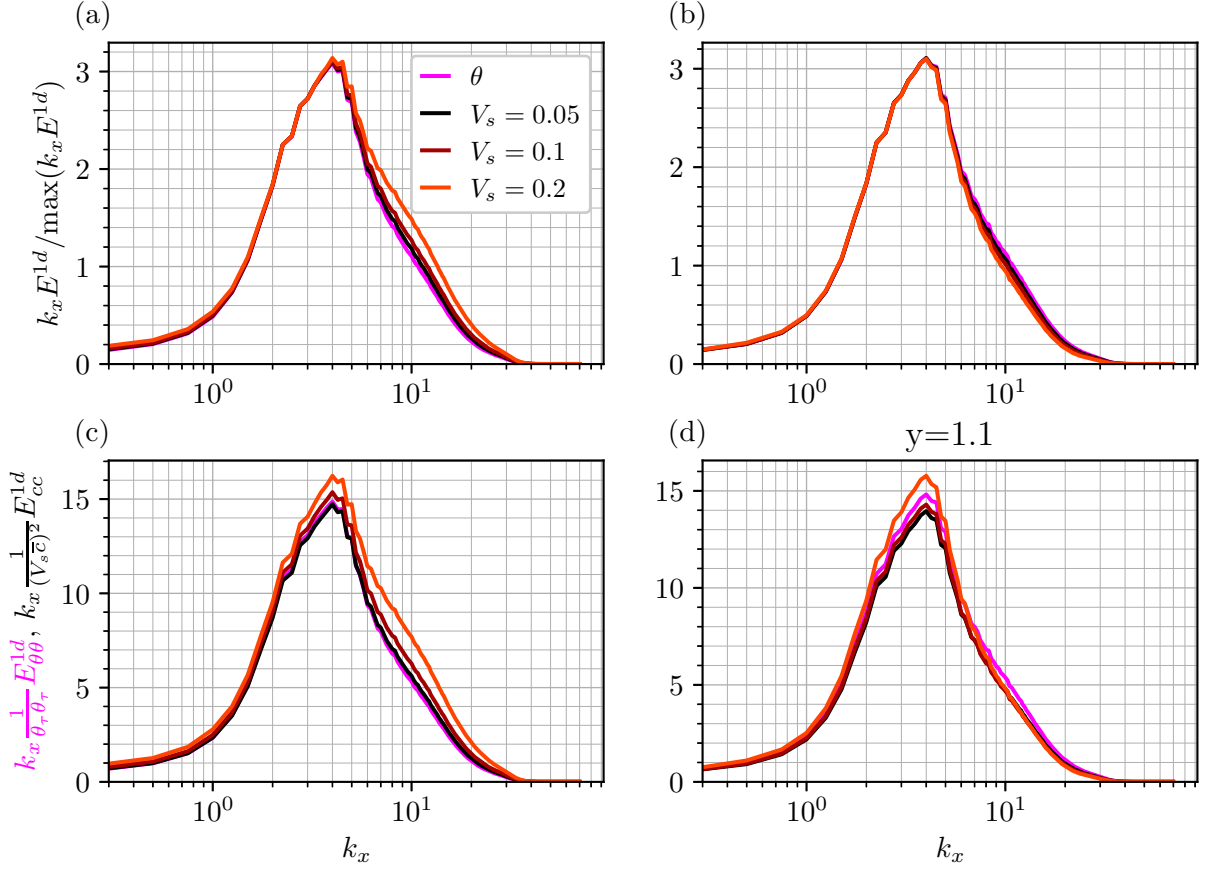 (a)
(b)
k_x E^{1d}/max(k_x E^{1d})
3
2
1
0
10^0
10^1
θ
V_s = 0.05
V_s = 0.1
V_s = 0.2
3
2
1
0
10^0
10^1
(c)
(d)
y=1.1
k_x \frac{1}{θ_τ θ_τ} E^{1d}_{θθ}, k_x \frac{1}{(V_s \overline{c})^2} E^{1d}_{cc}
15
10
5
0
10^0
10^1
k_x
15
10
5
0
10^0
10^1
k_x